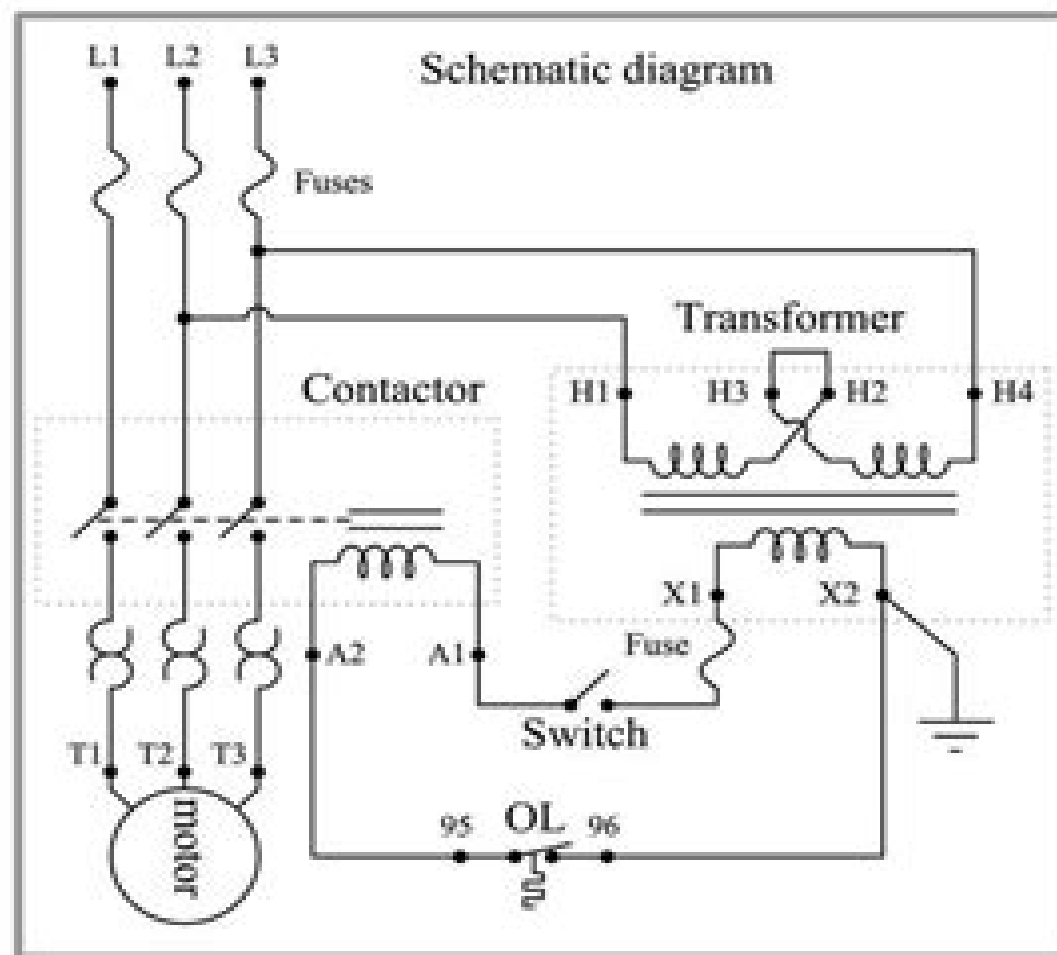 L1 L2 L3
Schematic diagram
Fuses
Transformer
Contactor
H1 H3 H2 H4
X1 X2
A2 A1 Fuse
Switch
T1 T2 T3
motor
95 OL 96